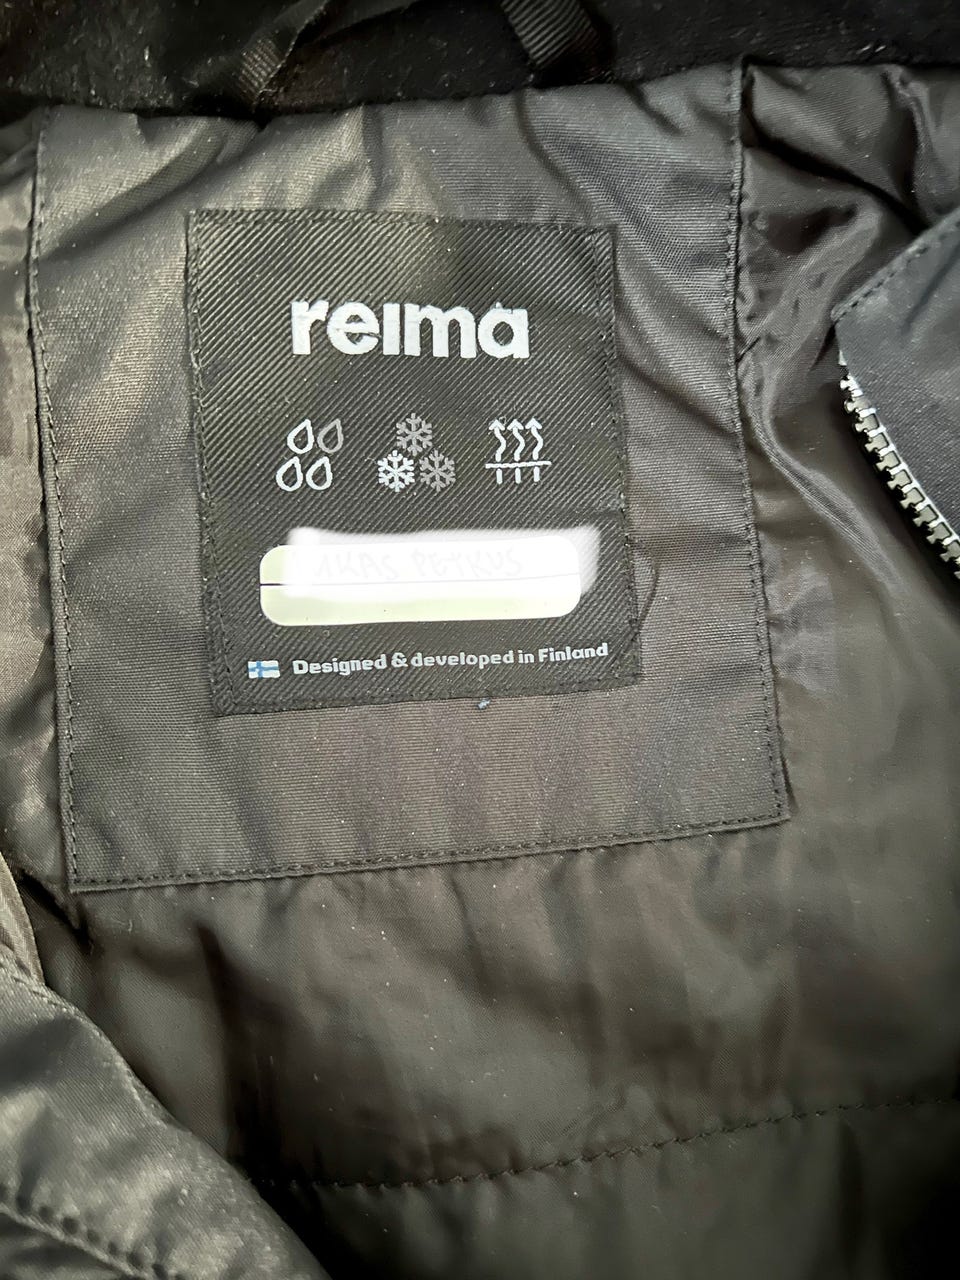 reima
Designed & developed in Finland